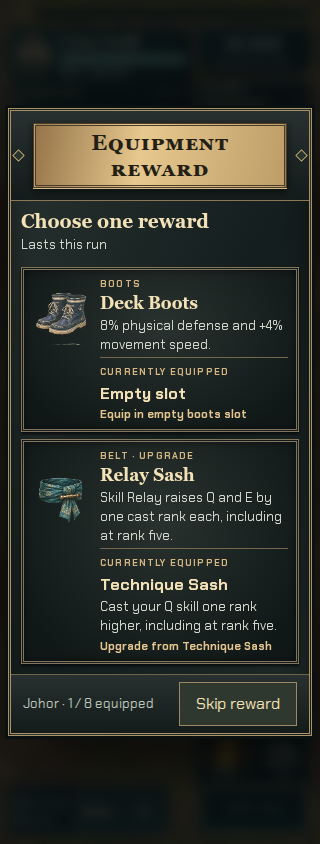 Equipment
reward
Choose one reward
Lasts this run
BOOTS
Deck Boots
8% physical defense and +4%
movement speed.
CURRENTLY EQUIPPED
Empty slot
Equip in empty boots slot
BELT · UPGRADE
Relay Sash
Skill Relay raises Q and E by
one cast rank each, including
at rank five.
CURRENTLY EQUIPPED
Technique Sash
Cast your Q skill one rank
higher, including at rank five.
Upgrade from Technique Sash
Johor · 1/8 equipped
Skip reward